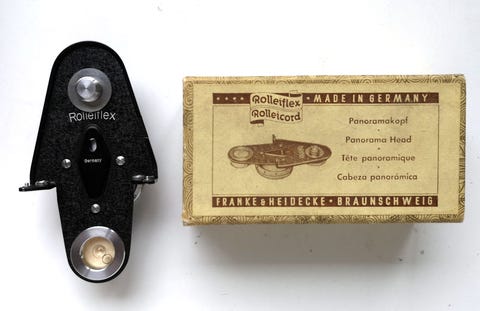 Rolleiflex
Germany
Rolleiflex
Rolleicord
• MADE IN GERMANY
Panoramakopf
Panorama Head
Tête panoramique
Cabeza panorámica
FRANKE & HEIDECKE • BRAUNSCHWEIG